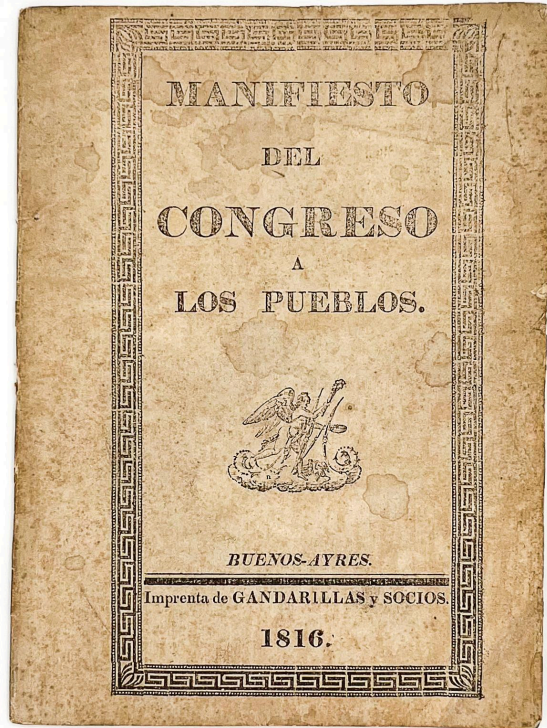 MANIFIESTO
DEL
CONGRESO
A
LOS PUEBLOS.
BUENOS-AYRES.
Imprenta de GANDARILLAS y SOCIOS.
1816.